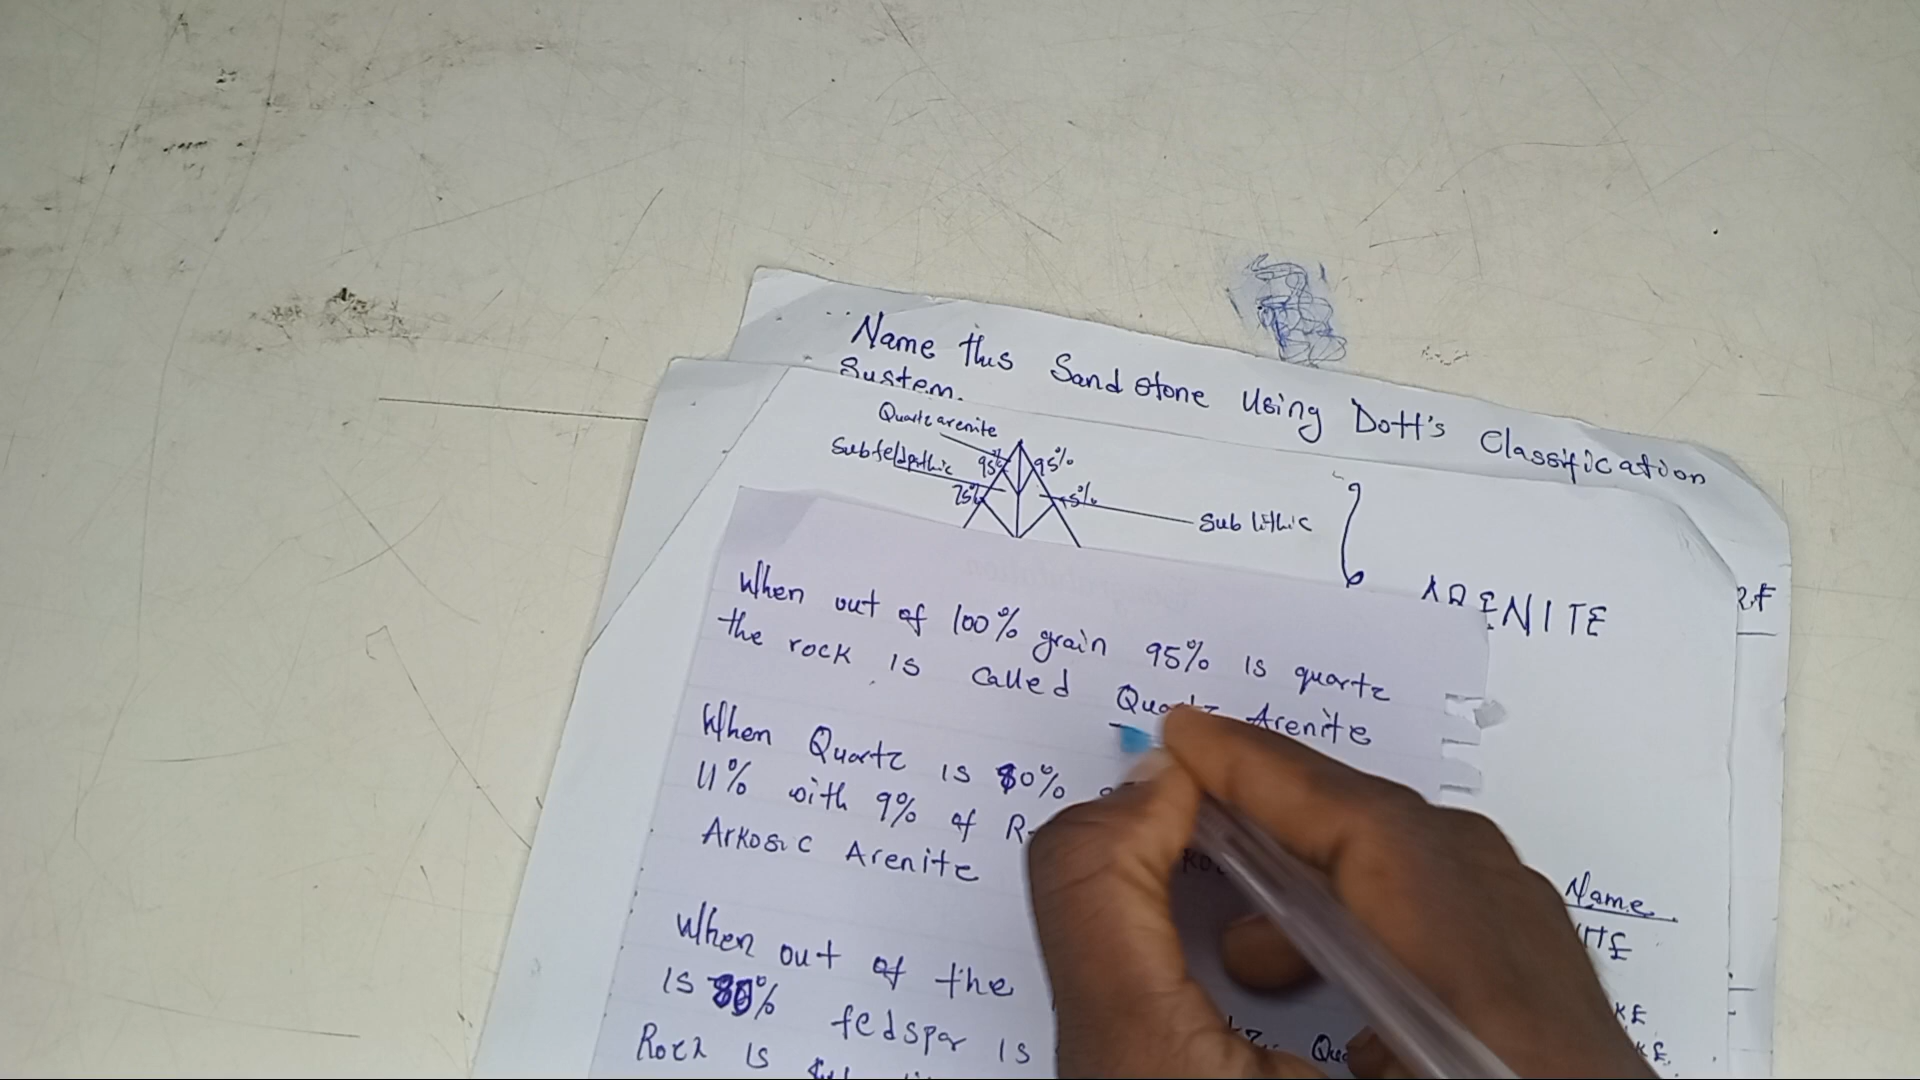 Name this Sandstone Using Dott's Classification
System.
Quartz arenite
Subfeldpathic
95%
95%
75%
Sub lithic
ARENITE
RF
When out of 100% grain 95% is quartz
the rock is Called Quartz Arenite
When Quartz is 80%
11% with 9% of
Arkosic Arenite
Name
When out of the
is 80% fedspar is
Rock is